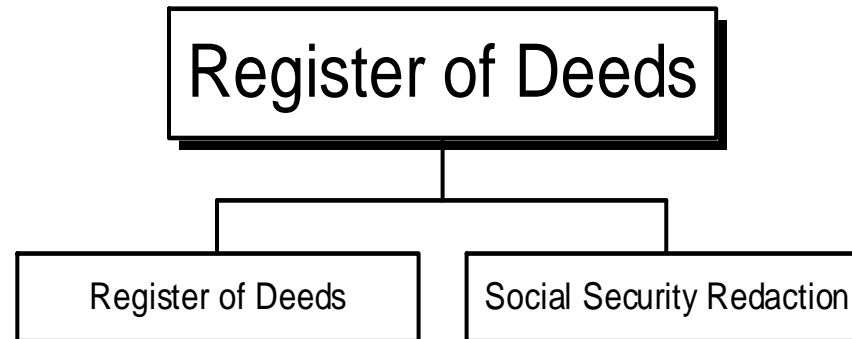 Register of Deeds
Register of Deeds
Social Security Redaction